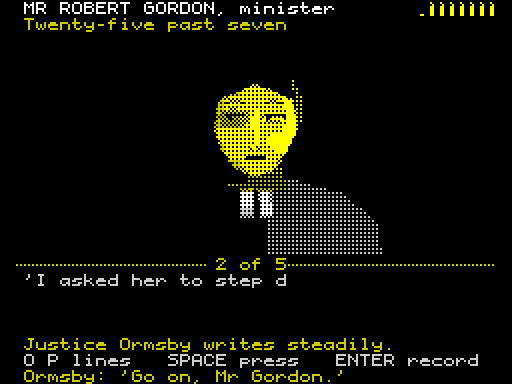 MR ROBERT GORDON, minister
Twenty-five past seven
2 of 5
'I asked her to step d
Justice Ormsby writes steadily.
O P lines   SPACE press   ENTER record
Ormsby: 'Go on, Mr Gordon.'